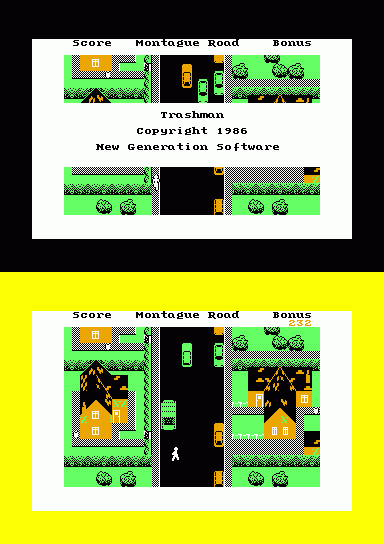 Score Montague Road Bonus
Trashman
Copyright 1986
New Generation Software
Score Montague Road Bonus
232